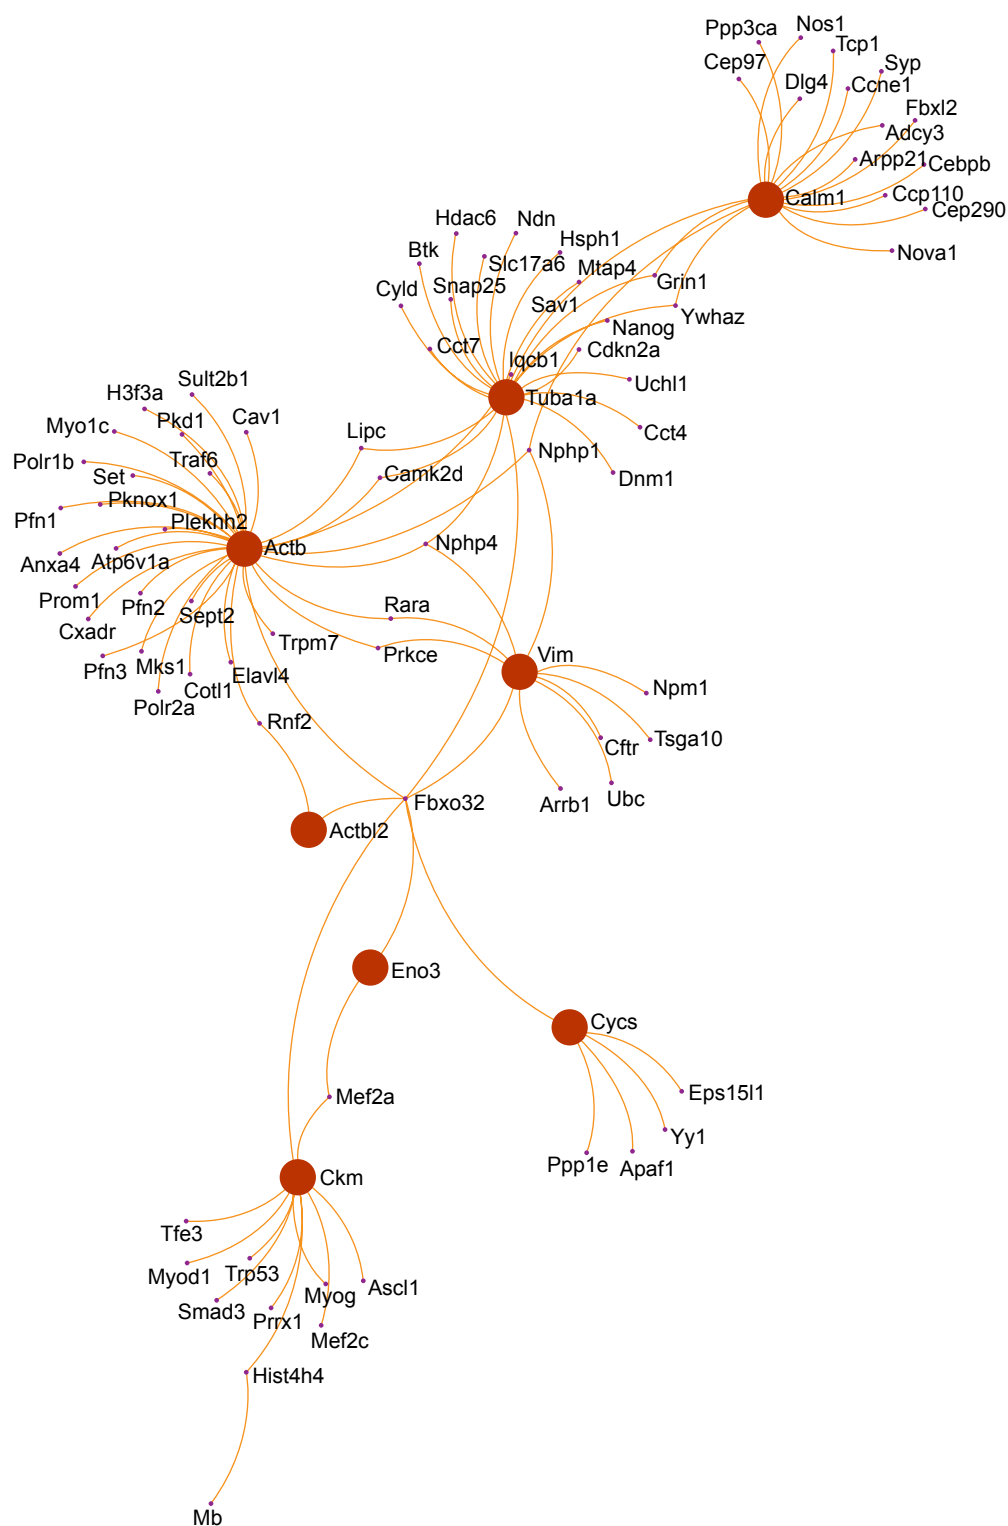 Nos1
Ppp3ca
Tcp1
Cep97
Syp
Dlg4
Ccne1
Fbxl2
Adcy3
Arpp21
Cebpb
Calm1
Ccp110
Cep290
Nova1
Hdac6
Ndn
Hsph1
Btk
Slc17a6
Mtap4
Grin1
Cyld
Snap25
Sav1
Ywhaz
Nanog
Cct7
Cdkn2a
Iqcb1
Uchl1
Tuba1a
Sult2b1
H3f3a
Cav1
Pkd1
Myo1c
Lipc
Cct4
Nphp1
Polr1b
Traf6
Set
Camk2d
Dnm1
Pknox1
Pfn1
Plekhh2
Actb
Nphp4
Anxa4
Atp6v1a
Prom1
Pfn2
Sept2
Rara
Cxadr
Trpm7
Prkce
Vim
Pfn3
Mks1
Elavl4
Cotl1
Npm1
Polr2a
Rnf2
Tsga10
Cftr
Arrb1
Ubc
Fbxo32
Actbl2
Eno3
Cycs
Mef2a
Eps15l1
Yy1
Ppp1e
Apaf1
Ckm
Tfe3
Myod1
Trp53
Ascl1
Myog
Smad3
Prrx1
Mef2c
Hist4h4
Mb